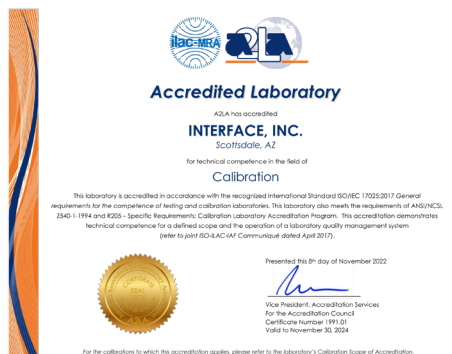 ilac-MRA
A2LA
Accredited Laboratory
A2LA has accredited
INTERFACE, INC.
Scottsdale, AZ
for technical competence in the field of
Calibration
This laboratory is accredited in accordance with the recognized International Standard ISO/IEC 17025:2017 General
requirements for the competence of testing and calibration laboratories. This laboratory also meets the requirements of ANSI/NCSL
Z540-1-1994 and R205 – Specific Requirements: Calibration Laboratory Accreditation Program. This accreditation demonstrates
technical competence for a defined scope and the operation of a laboratory quality management system
(refer to joint ISO-ILAC-IAF Communiqué dated April 2017).
Presented this 8th day of November 2022
CORPORATE
SEAL
A2LA
Vice President, Accreditation Services
For the Accreditation Council
Certificate Number 1991.01
Valid to November 30, 2024
For the calibrations to which this accreditation applies, please refer to the laboratory's Calibration Scope of Accreditation.